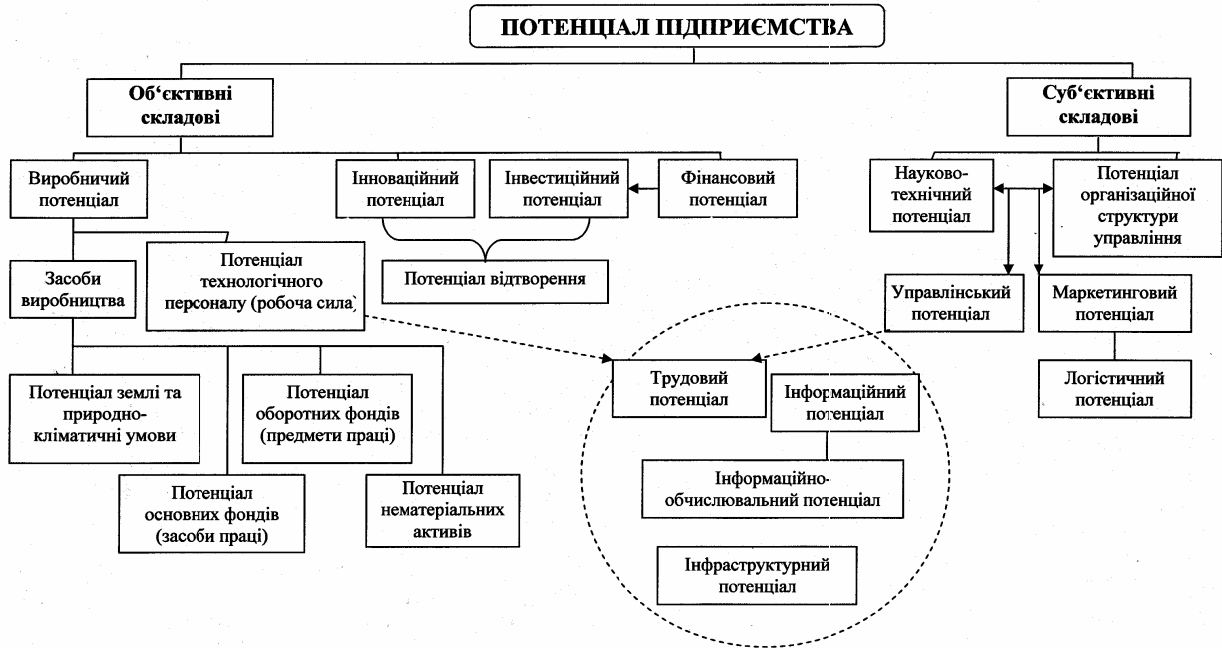 ПОТЕНЦІАЛ ПІДПРИЄМСТВА
Об‘єктивні
складові
Суб‘єктивні
складові
Виробничий
потенціал
Інноваційний
потенціал
Інвестиційний
потенціал
Фінансовий
потенціал
Науково-
технічний
потенціал
Потенціал
організаційної
структури
управління
Засоби
виробництва
Потенціал
технологічного
персоналу (робоча сила)
Потенціал відтворення
Управлінський
потенціал
Маркетинговий
потенціал
Трудовий
потенціал
Інформаційний
потенціал
Логістичний
потенціал
Потенціал землі та
природно-
кліматичні умови
Потенціал
оборотних фондів
(предмети праці)
Потенціал
основних фондів
(засоби праці)
Потенціал
нематеріальних
активів
Інформаційно-
обчислювальний потенціал
Інфраструктурний
потенціал